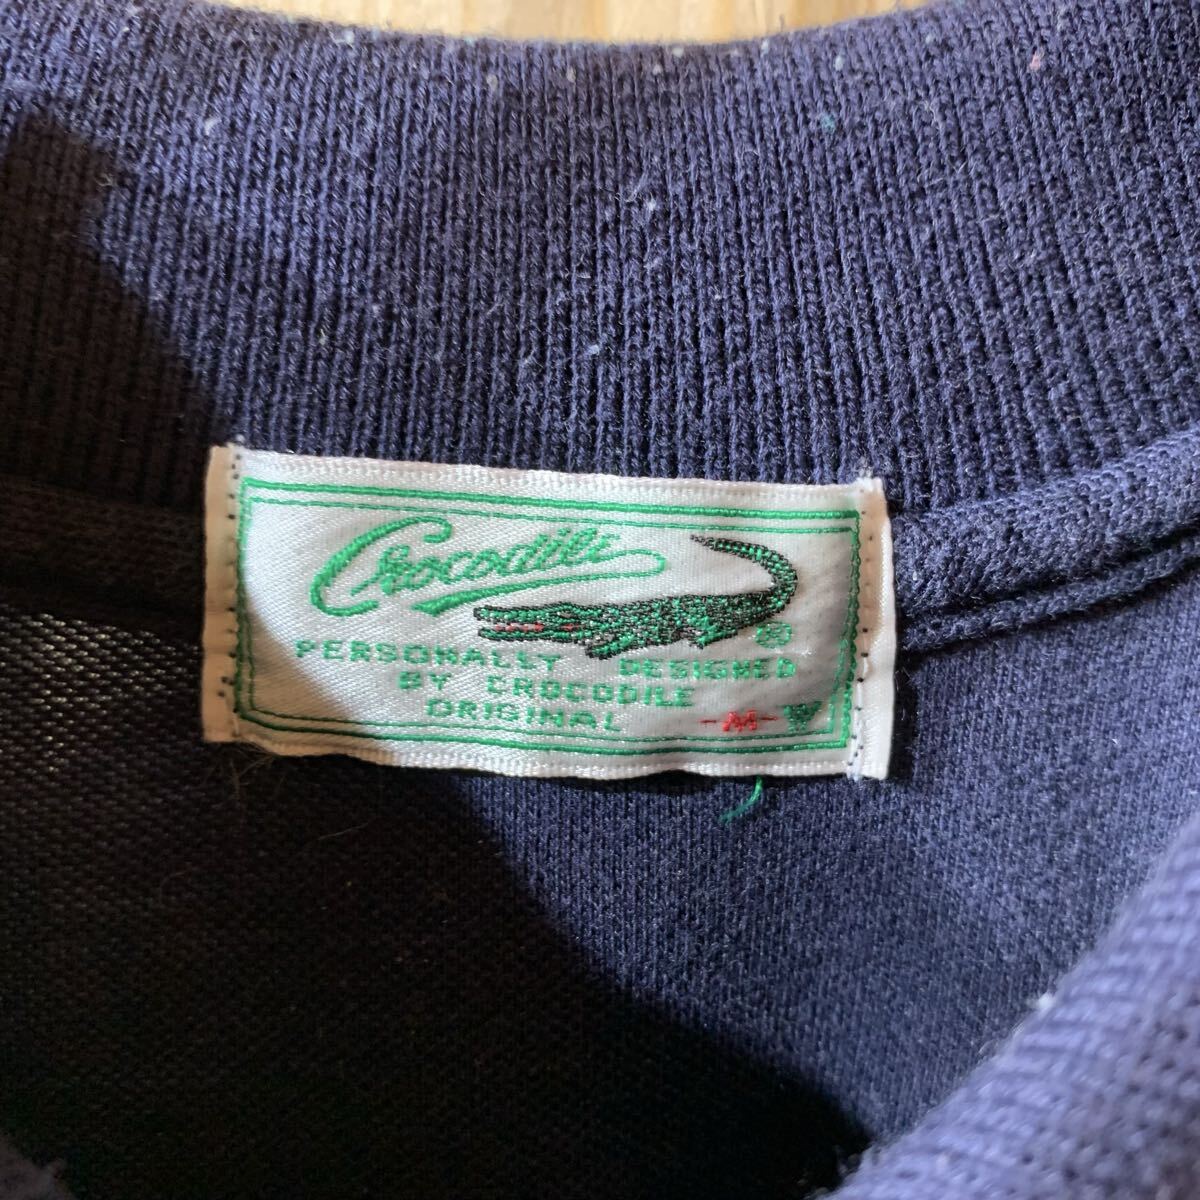 Crocodile
®
PERSONALLY DESIGNED
BY CROCODILE
ORIGINAL -M-